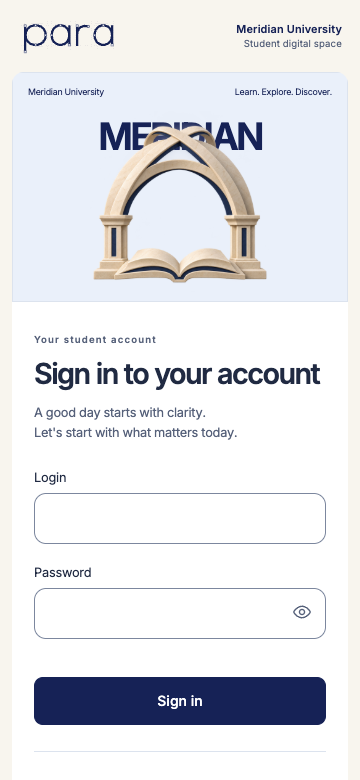 para
Meridian University
Student digital space
Meridian University
Learn. Explore. Discover.
MERIDIAN
Your student account
Sign in to your account
A good day starts with clarity.
Let's start with what matters today.
Login
Password
Sign in